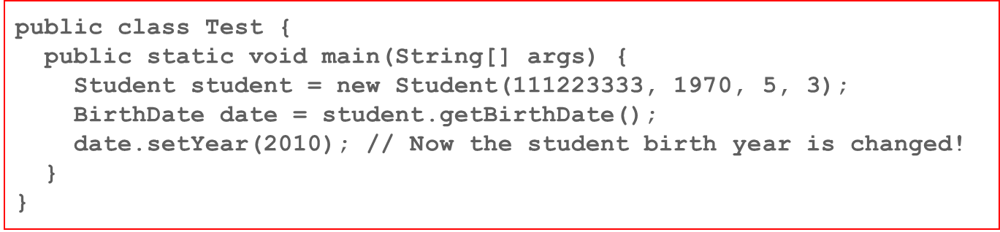 public class Test {
  public static void main(String[] args) {
    Student student = new Student(111223333, 1970, 5, 3);
    BirthDate date = student.getBirthDate();
    date.setYear(2010); // Now the student birth year is changed!
  }
}